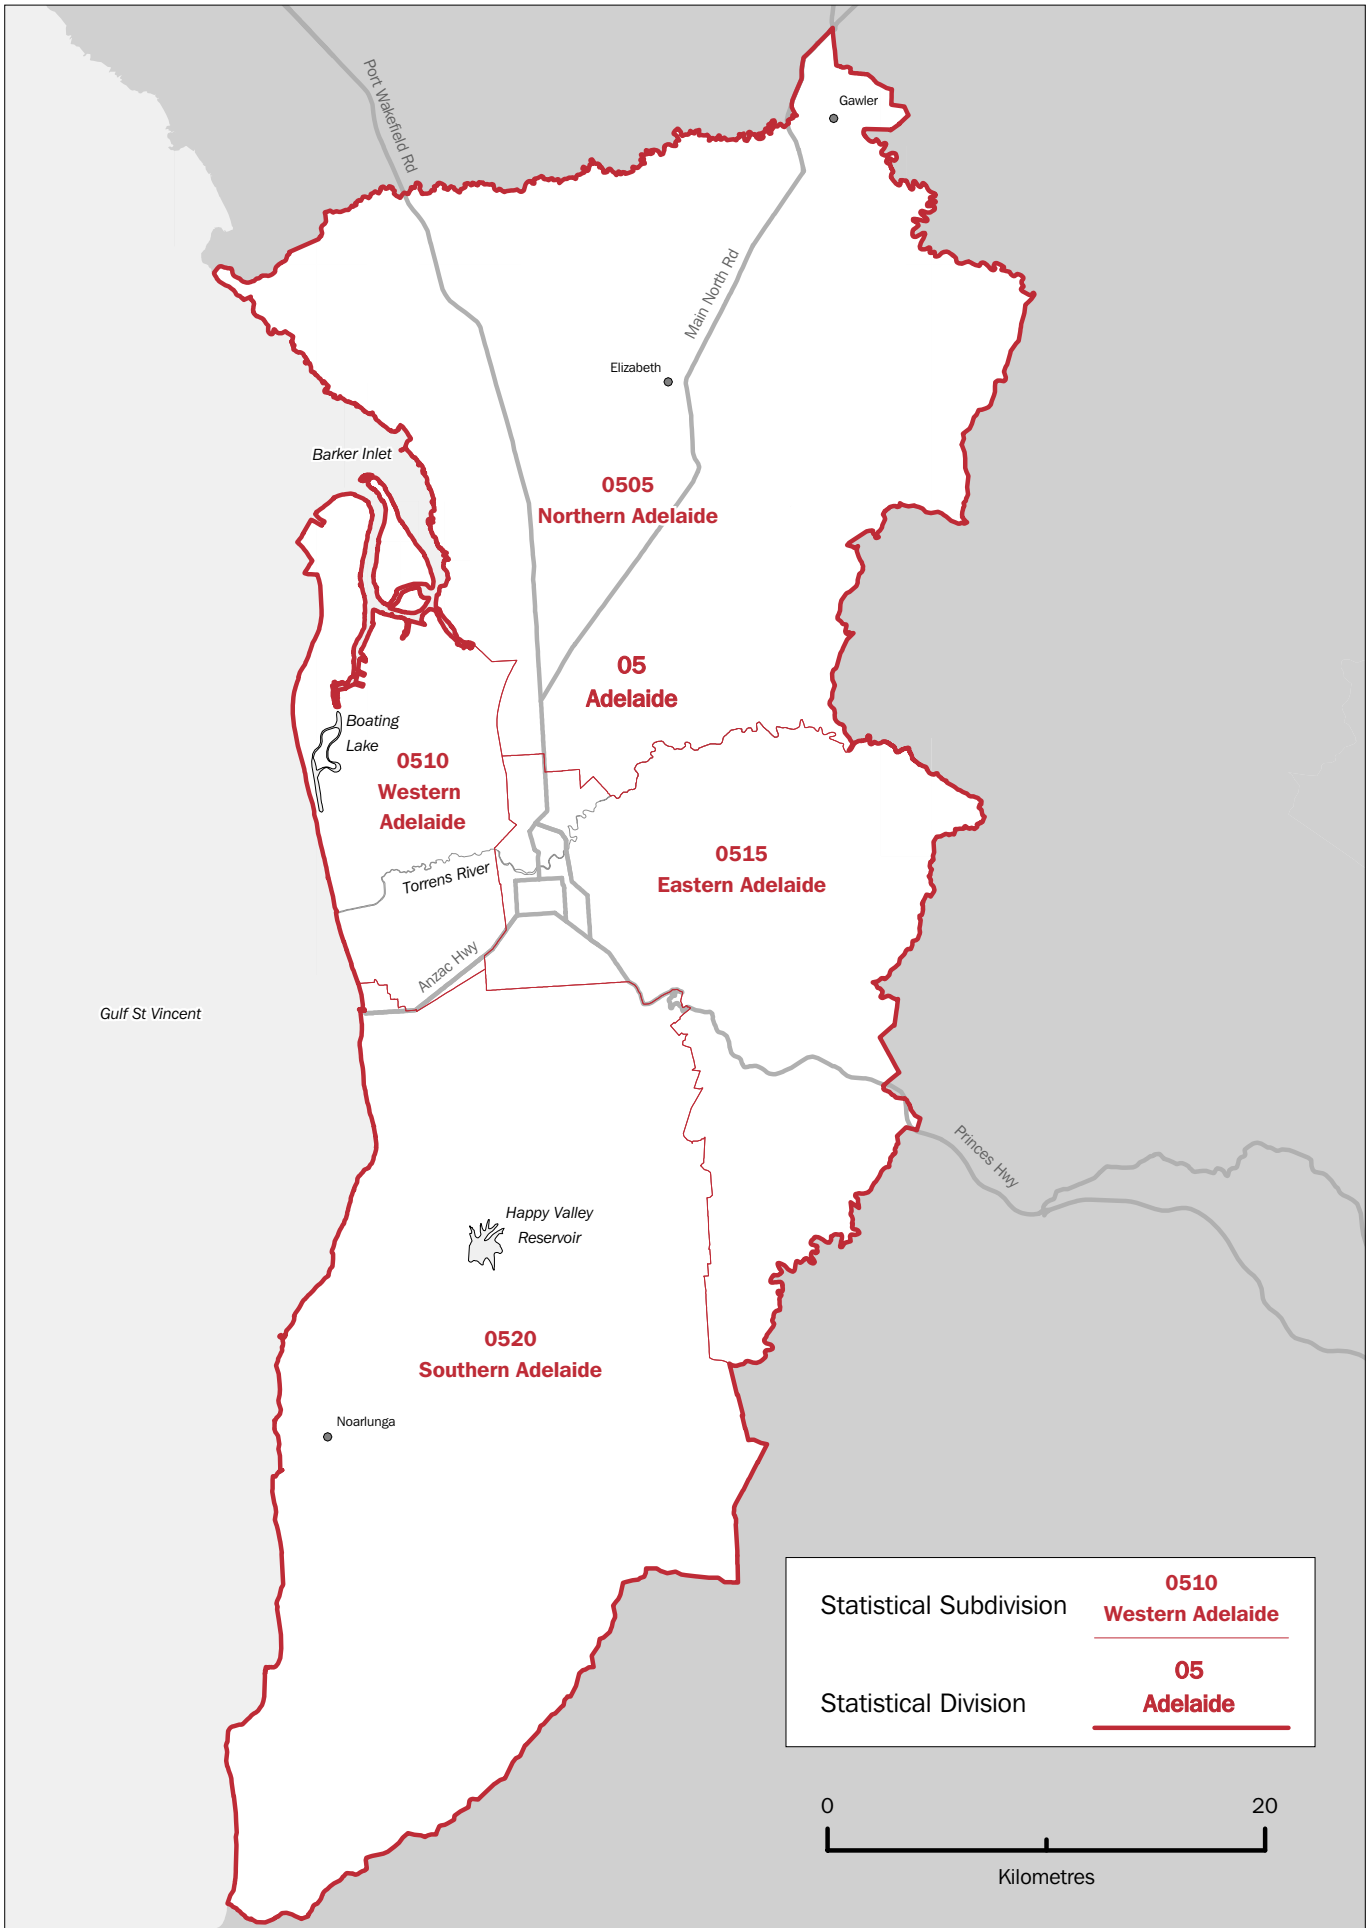 Port Wakefield Rd
Gawler
Main North Rd
Elizabeth
Barker Inlet
0505
Northern Adelaide
05
Adelaide
Boating
Lake
0510
Western
Adelaide
0515
Eastern Adelaide
Torrens River
Anzac Hwy
Gulf St Vincent
Princes Hwy
Happy Valley
Reservoir
0520
Southern Adelaide
Noarlunga
Statistical Subdivision
0510
Western Adelaide
Statistical Division
05
Adelaide
0
20
Kilometres